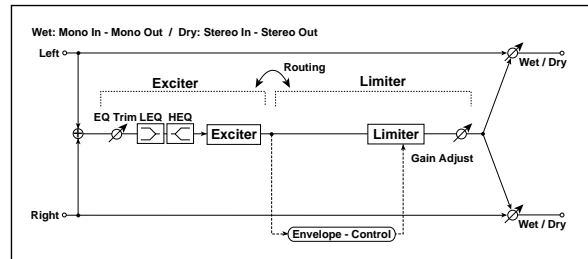 Wet: Mono In - Mono Out / Dry: Stereo In - Stereo Out
Left
Wet / Dry
Routing
Exciter
Limiter
EQ Trim LEQ HEQ
Exciter
Limiter
Gain Adjust
Right
Wet / Dry
Envelope - Control